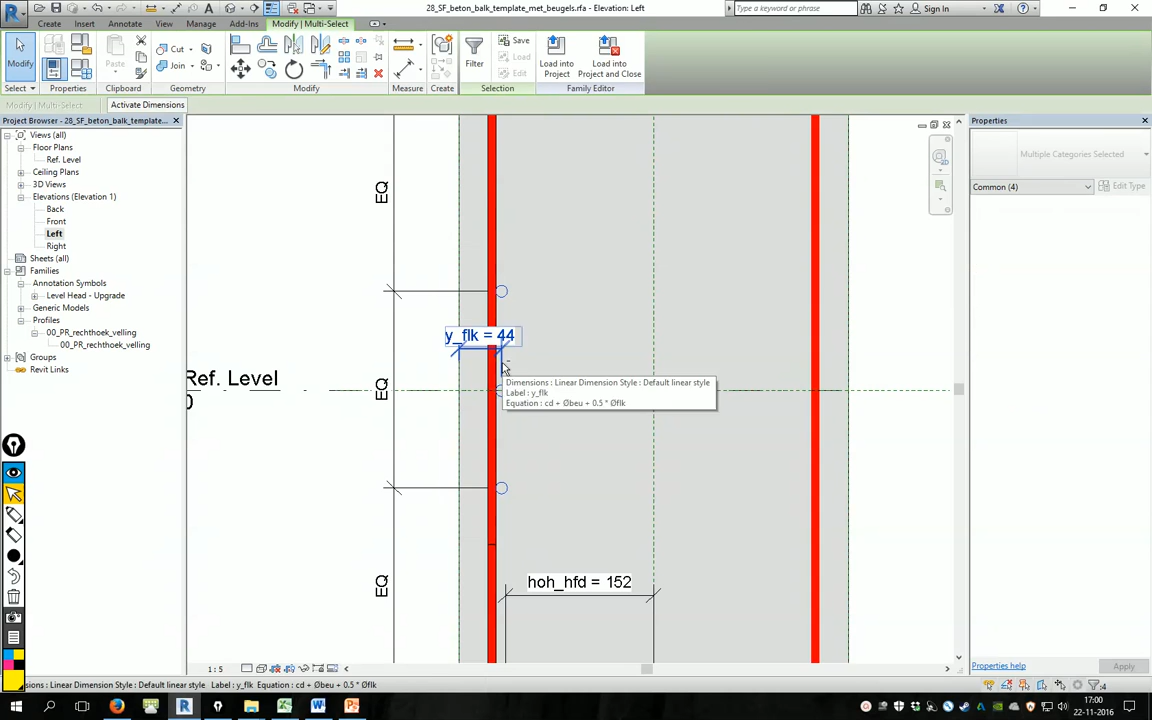 28_SF_beton_balk_template_met_beugels.rfa - Elevation: Left
Type a keyword or phrase
Sign In
Create
Insert
Annotate
View
Manage
Add-Ins
Modify | Multi-Select
Modify
Paste
Cut
Join
Filter
Save
Load
Edit
Load into
Project
Load into
Project and Close
Select
Properties
Clipboard
Geometry
Modify
Measure
Create
Selection
Family Editor
Modify | Multi-Select
Activate Dimensions
Project Browser - 28_SF_beton_balk_template...
Views (all)
Floor Plans
Ref. Level
Ceiling Plans
3D Views
Elevations (Elevation 1)
Back
Front
Left
Right
Sheets (all)
Families
Annotation Symbols
Level Head - Upgrade
Generic Models
Profiles
00_PR_rechthoek_velling
00_PR_rechthoek_velling
Groups
Revit Links
EQ
y_flk = 44
Ref. Level
0
EQ
Dimensions : Linear Dimension Style : Default linear style
Label : y_flk
Equation : cd + Øbeu + 0.5 * Øflk
EQ
hoh_hfd = 152
Properties
Multiple Categories Selected
Common (4)
Edit Type
Properties help
Apply
1 : 5
sions : Linear Dimension Style : Default linear style    Label : y_flk    Equation : cd + Øbeu + 0.5 * Øflk
:4
17:00
22-11-2016